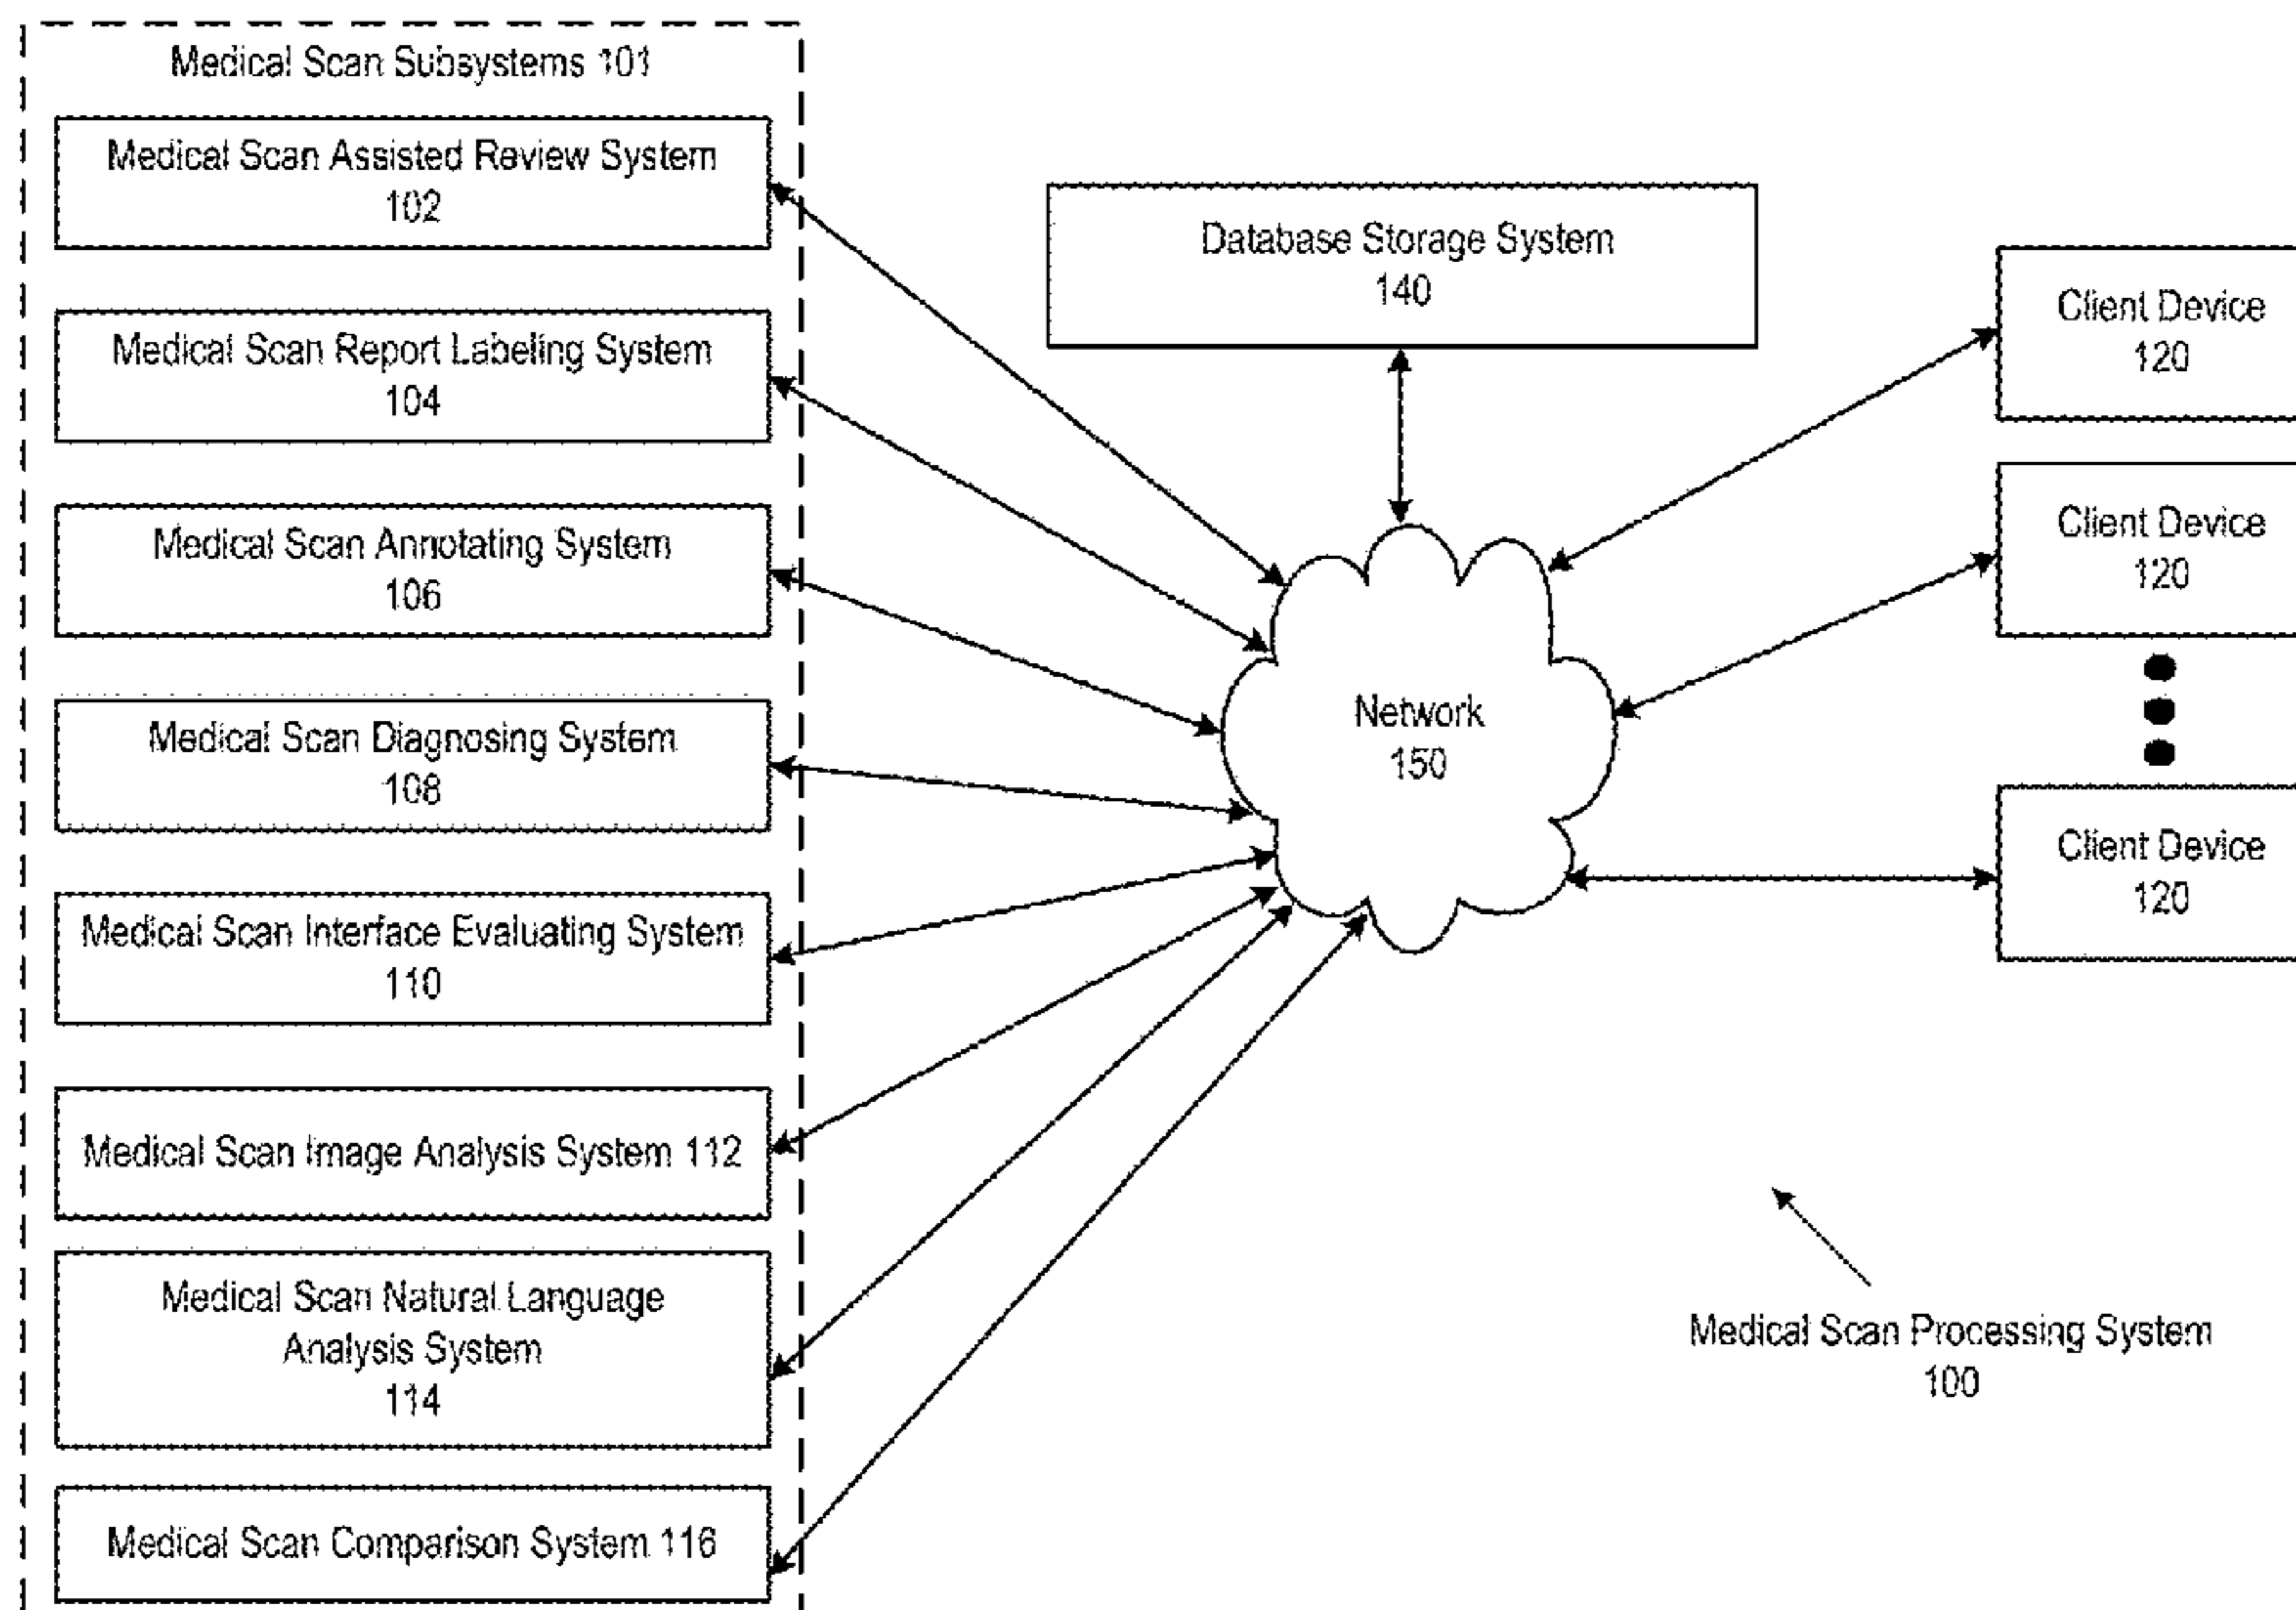 Medical Scan Subsystems 101
Medical Scan Assisted Review System
102
Medical Scan Report Labeling System
104
Medical Scan Annotating System
106
Medical Scan Diagnosing System
108
Medical Scan Interface Evaluating System
110
Medical Scan Image Analysis System 112
Medical Scan Natural Language
Analysis System
114
Medical Scan Comparison System 116
Database Storage System
140
Network
150
Client Device
120
Client Device
120
Client Device
120
Medical Scan Processing System
100